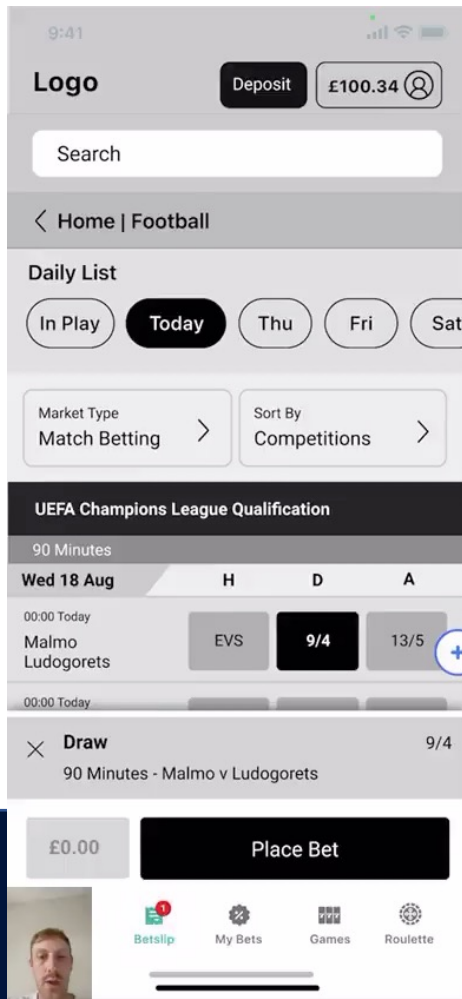 9:41
Logo
Deposit
£100.34
Search
Home | Football
Daily List
In Play
Today
Thu
Fri
Sat
Market Type
Match Betting
Sort By
Competitions
UEFA Champions League Qualification
90 Minutes
Wed 18 Aug H D A
00:00 Today
Malmo
Ludogorets
EVS 9/4 13/5
00:00 Today
Draw 9/4
90 Minutes - Malmo v Ludogorets
£0.00
Place Bet
1
Betslip My Bets Games Roulette